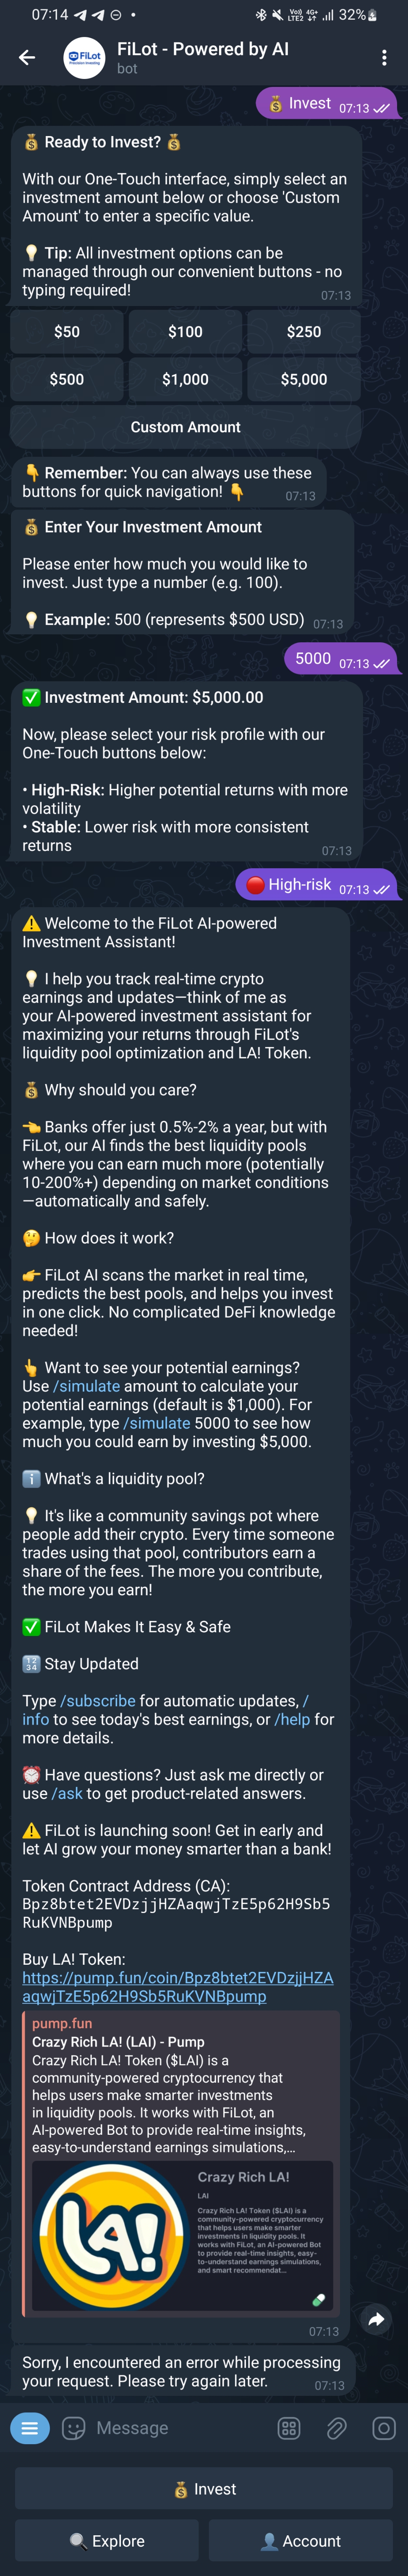 07:14 Vo)) LTE2 4G+ 32%
FiLot - Powered by AI
FiLot
Precision Investing
bot
💰 Invest 07:13
💰 Ready to Invest? 💰
With our One-Touch interface, simply select an
investment amount below or choose 'Custom
Amount' to enter a specific value.
💡 Tip: All investment options can be
managed through our convenient buttons - no
typing required!
07:13
$50 $100 $250
$500 $1,000 $5,000
Custom Amount
👇 Remember: You can always use these
buttons for quick navigation! 👇 07:13
💰 Enter Your Investment Amount
Please enter how much you would like to
invest. Just type a number (e.g. 100).
💡 Example: 500 (represents $500 USD) 07:13
5000 07:13
✅ Investment Amount: $5,000.00
Now, please select your risk profile with our
One-Touch buttons below:
• High-Risk: Higher potential returns with more
volatility
• Stable: Lower risk with more consistent
returns 07:13
🔴 High-risk 07:13
⚠️ Welcome to the FiLot AI-powered
Investment Assistant!
💡 I help you track real-time crypto
earnings and updates—think of me as
your AI-powered investment assistant for
maximizing your returns through FiLot's
liquidity pool optimization and LA! Token.
💰 Why should you care?
👈 Banks offer just 0.5%-2% a year, but with
FiLot, our AI finds the best liquidity pools
where you can earn much more (potentially
10-200%+) depending on market conditions
—automatically and safely.
🤔 How does it work?
👉 FiLot AI scans the market in real time,
predicts the best pools, and helps you invest
in one click. No complicated DeFi knowledge
needed!
👆 Want to see your potential earnings?
Use /simulate amount to calculate your
potential earnings (default is $1,000). For
example, type /simulate 5000 to see how
much you could earn by investing $5,000.
ℹ️ What's a liquidity pool?
💡 It's like a community savings pot where
people add their crypto. Every time someone
trades using that pool, contributors earn a
share of the fees. The more you contribute,
the more you earn!
✅ FiLot Makes It Easy & Safe
🔢 Stay Updated
Type /subscribe for automatic updates, /
info to see today's best earnings, or /help for
more details.
⏰ Have questions? Just ask me directly or
use /ask to get product-related answers.
⚠️ FiLot is launching soon! Get in early and
let AI grow your money smarter than a bank!
Token Contract Address (CA):
Bpz8btet2EVDzjjHZAaqwjTzE5p62H9Sb5
RuKVNBpump
Buy LA! Token:
https://pump.fun/coin/Bpz8btet2EVDzjjHZA
aqwjTzE5p62H9Sb5RuKVNBpump
pump.fun
Crazy Rich LA! (LAI) - Pump
Crazy Rich LA! Token ($LAI) is a
community-powered cryptocurrency that
helps users make smarter investments
in liquidity pools. It works with FiLot, an
AI-powered Bot to provide real-time insights,
easy-to-understand earnings simulations,...
LA!
Crazy Rich LA!
LAI
Crazy Rich LA! Token ($LAI) is a
community-powered cryptocurrency
that helps users make smarter
investments in liquidity pools. It
works with FiLot, an AI-powered Bot
to provide real-time insights, easy-
to-understand earnings simulations,
and smart recommendat...
07:13
Sorry, I encountered an error while processing
your request. Please try again later. 07:13
Message
💰 Invest
🔍 Explore 👤 Account